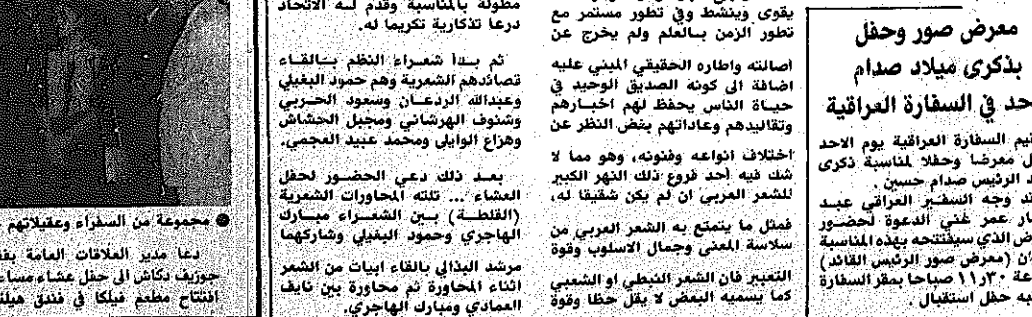 معرض صور وحفل
بذكرى ميلاد صدام
حد في السفارة العراقية
السفارة العراقية يوم الاحد
معرضا وحفلا لمناسبة ذكرى
الرئيس صدام حسين .
وجه السفير العراقي عبد
عمر غني الدعوة لحضور
الذي سيفتتحه بهذه المناسبة
(معرض صور الرئيس القائد)
١١٫٣٠ صباحا بمقر السفارة
حفل استقبال .
يقوى وينشط وفي تطور مستمر مع
تطور الزمن بالعلم ولم يخرج عن
اصالته واطاره الحقيقي المبني عليه
اضافة الى كونه الصديق الوحيد في
حياة الناس يحفظ لهم اخبارهم
وتقاليدهم وعاداتهم بغض النظر عن
اختلاف انواعه وفنونه، وهو مما لا
شك فيه أحد فروع ذلك النهر الكبير
للشعر العربي ان لم يكن شقيقا له،
فمثل ما يتمتع به الشعر العربي من
سلاسة المعنى وجمال الاسلوب وقوة
التعبير فان الشعر النبطي او الشعبي
كما يسميه البعض لا يقل حظا وقوة
مطولة بالمناسبة وقدم له الاتحاد
درعا تذكارية تكريما له.
ثم بدأ شعراء النظم بالقاء
قصائدهم الشعرية وهم حمود البغيلي
وعبدالله الردعان وسعود الحربي
وشنوف الهرشاني ومجبل الحشاش
وهزاع الوايلي ومحمد عبيد العجمي.
بعد ذلك دعي الحضور لحفل
العشاء ... تلته المحاورات الشعرية
(القلطة) بين الشعراء مبارك
الهاجري وحمود البغيلي وشاركهما
مرشد البذالي بالقاء ابيات من الشعر
اثناء المحاورة ثم محاورة بين نايف
العمادي ومبارك الهاجري.
● مجموعة من السفراء وعقيلاتهم
دعا مدير العلاقات العامة
جوزيف دكاش الى حفل عشاء
افتتاح مطعم فيلكا في فندق